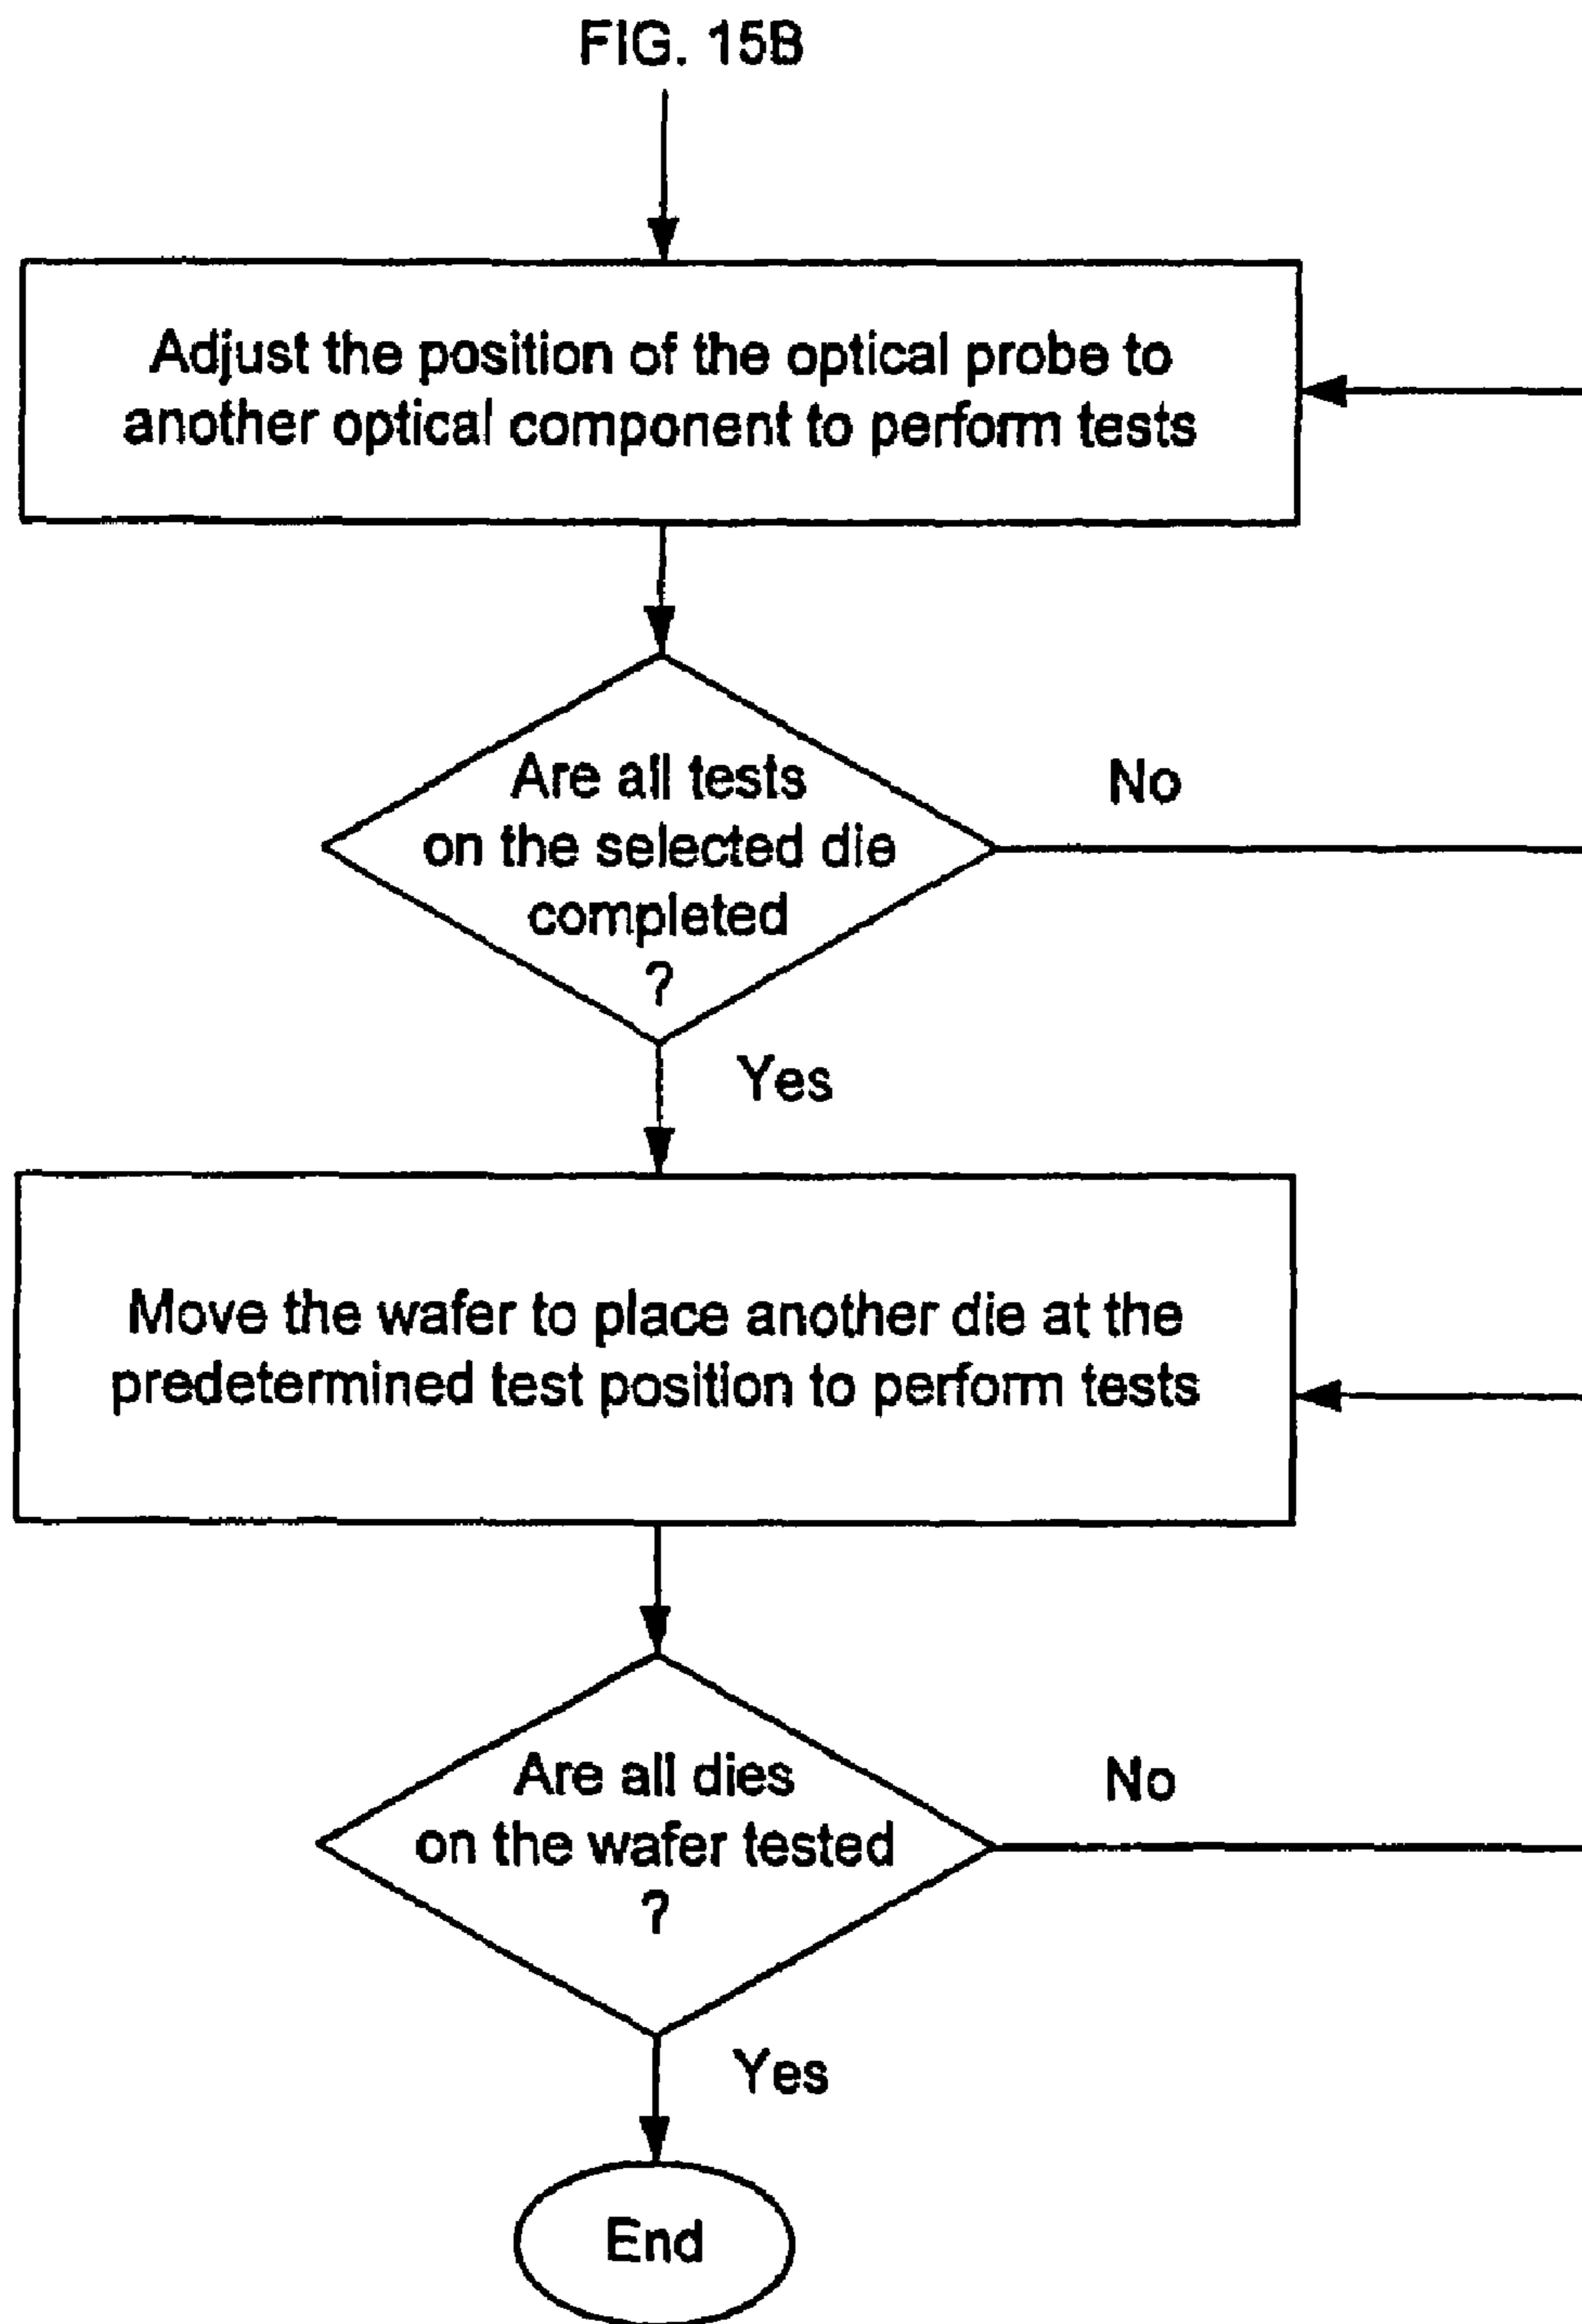 FIG. 15B
Adjust the position of the optical probe to
another optical component to perform tests
Are all tests
on the selected die
completed
?
No
Yes
Move the wafer to place another die at the
predetermined test position to perform tests
Are all dies
on the wafer tested
?
No
Yes
End